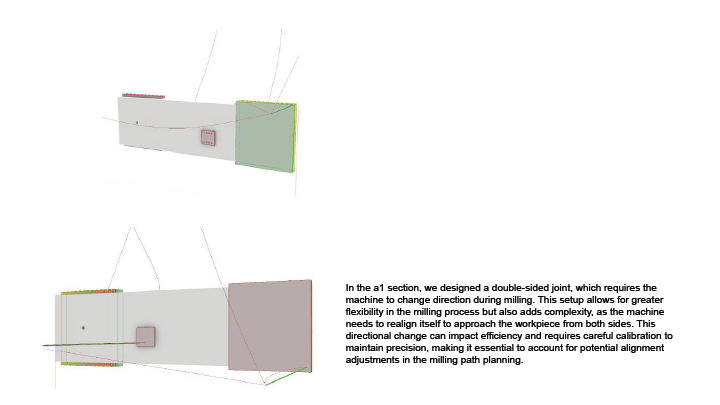 In the a1 section, we designed a double-sided joint, which requires the
machine to change direction during milling. This setup allows for greater
flexibility in the milling process but also adds complexity, as the machine
needs to realign itself to approach the workpiece from both sides. This
directional change can impact efficiency and requires careful calibration to
maintain precision, making it essential to account for potential alignment
adjustments in the milling path planning.